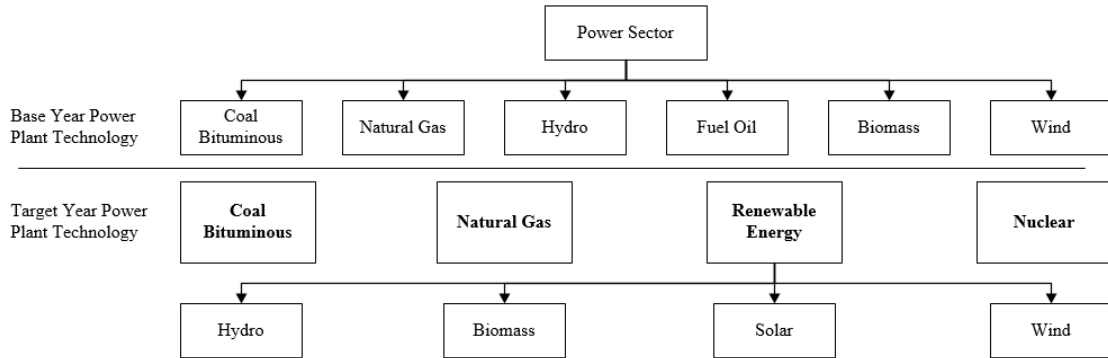 Power Sector
Base Year Power
Plant Technology
Coal
Bituminous
Natural Gas
Hydro
Fuel Oil
Biomass
Wind
Target Year Power
Plant Technology
Coal
Bituminous
Natural Gas
Renewable
Energy
Nuclear
Hydro
Biomass
Solar
Wind